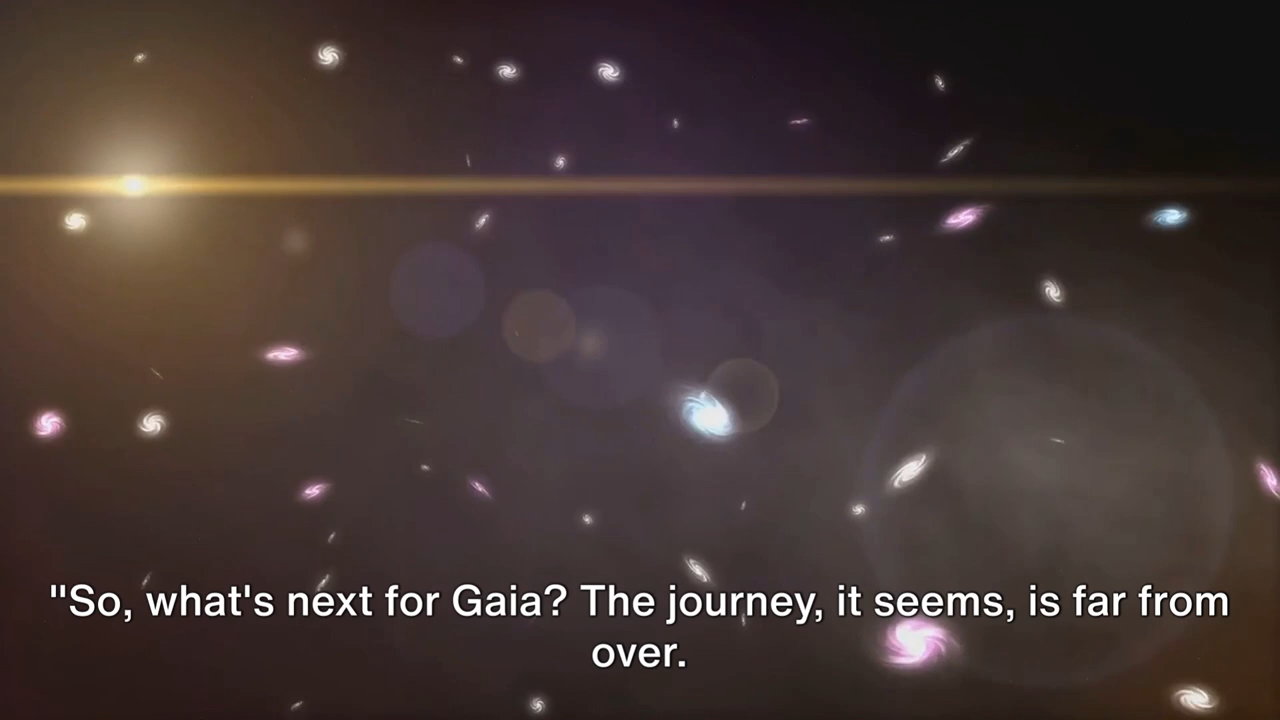 "So, what's next for Gaia? The journey, it seems, is far from
over.